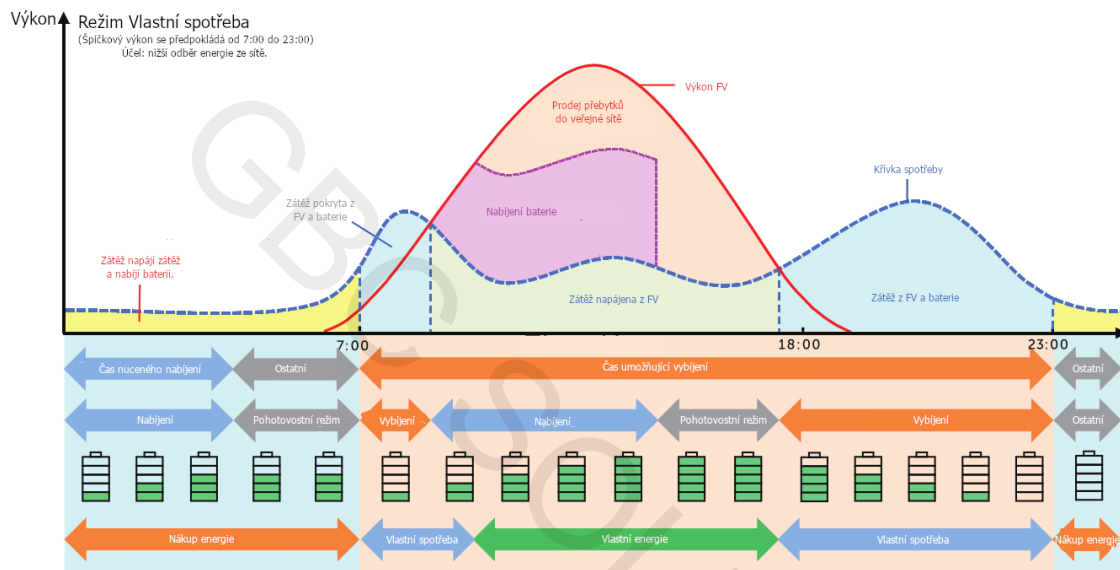 Výkon
Režim Vlastní spotřeba
(Špičkový výkon se předpokládá od 7:00 do 23:00)
Účel: nižší odběr energie ze sítě.
Výkon FV
Prodej přebytků
do veřejné sítě
Křívka spotřeby
Zátěž pokryta z
FV a baterie
Nabíjení baterie
Zátěž napájí zátěž
a nabíji baterii.
Zátěž napájena z FV
Zátěž z FV a baterie
7:00
18:00
23:00
Čas nuceného nabíjení
Ostatní
Čas umožňující vybíjení
Ostatní
Nabíjení
Pohotovostní režim
Vybíjení
Nabíjení
Pohotovostní režim
Vybíjení
Ostatní
Nákup energie
Vlastní spotřeba
Vlastní energie
Vlastní spotřeba
Nákup energie